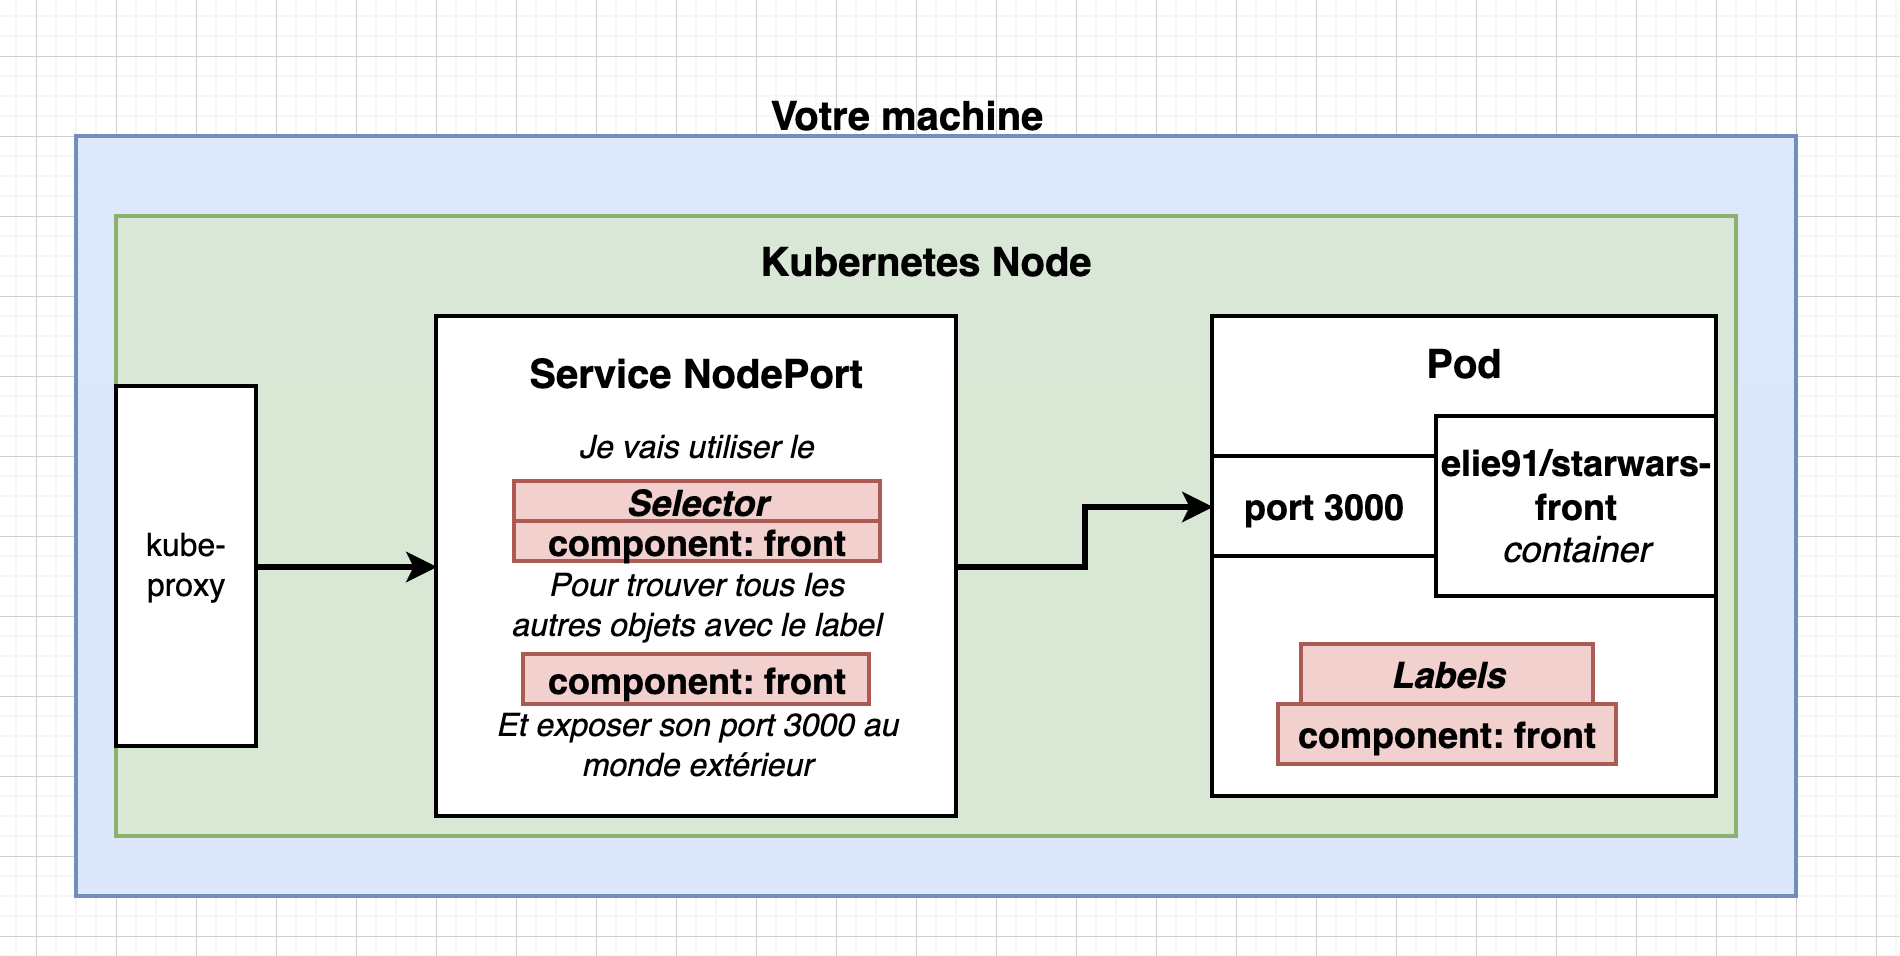 Votre machine
Kubernetes Node
kube-
proxy
Service NodePort
Je vais utiliser le
Selector
component: front
Pour trouver tous les
autres objets avec le label
component: front
Et exposer son port 3000 au
monde extérieur
Pod
port 3000
elie91/starwars-
front
container
Labels
component: front